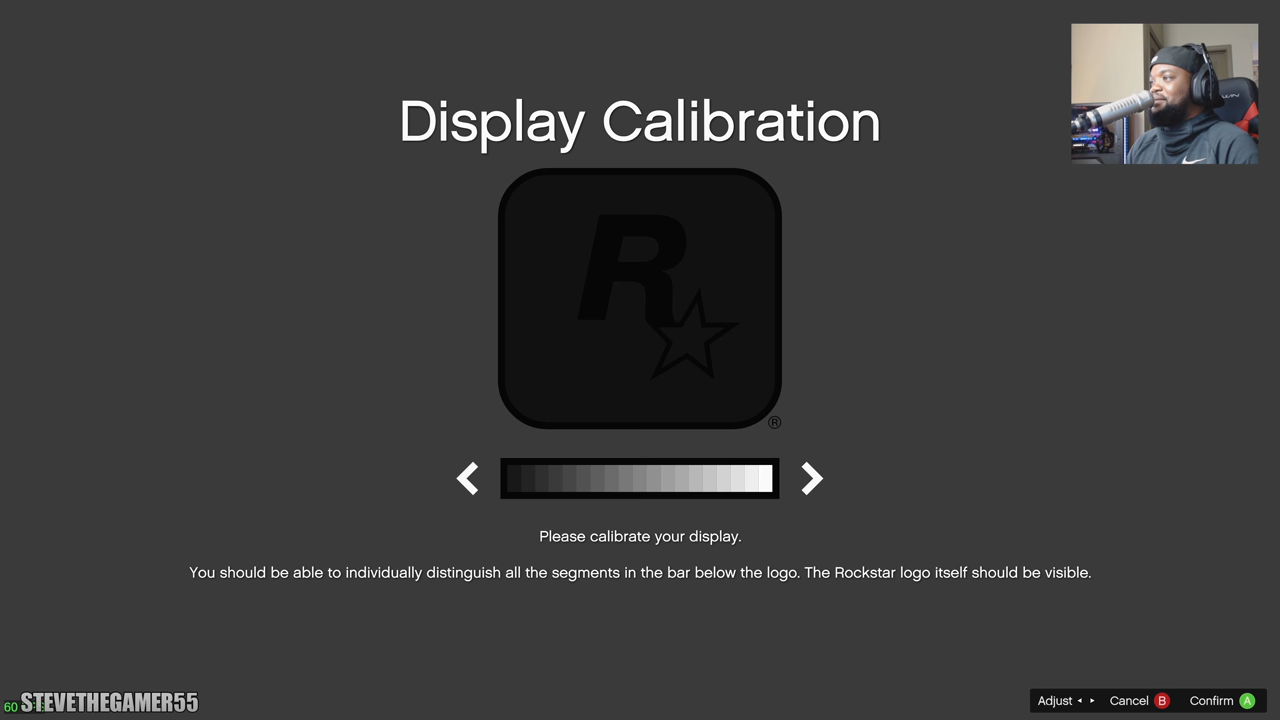 Display Calibration
R
®
Please calibrate your display.
You should be able to individually distinguish all the segments in the bar below the logo. The Rockstar logo itself should be visible.
60
STEVETHEGAMER55
Adjust Cancel B Confirm A